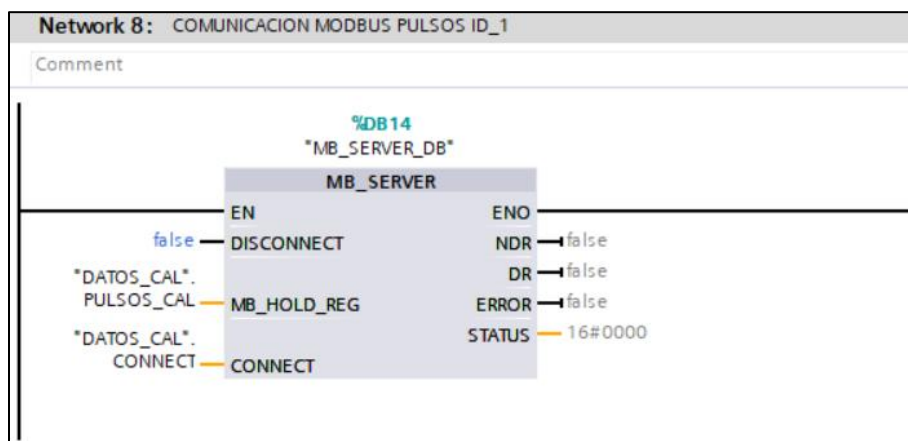 Network 8: COMUNICACION MODBUS PULSOS ID_1
Comment
%DB14
"MB_SERVER_DB"
MB_SERVER
EN ENO
false DISCONNECT NDR false
"DATOS_CAL". DR false
PULSOS_CAL MB_HOLD_REG ERROR false
"DATOS_CAL". STATUS 16#0000
CONNECT CONNECT